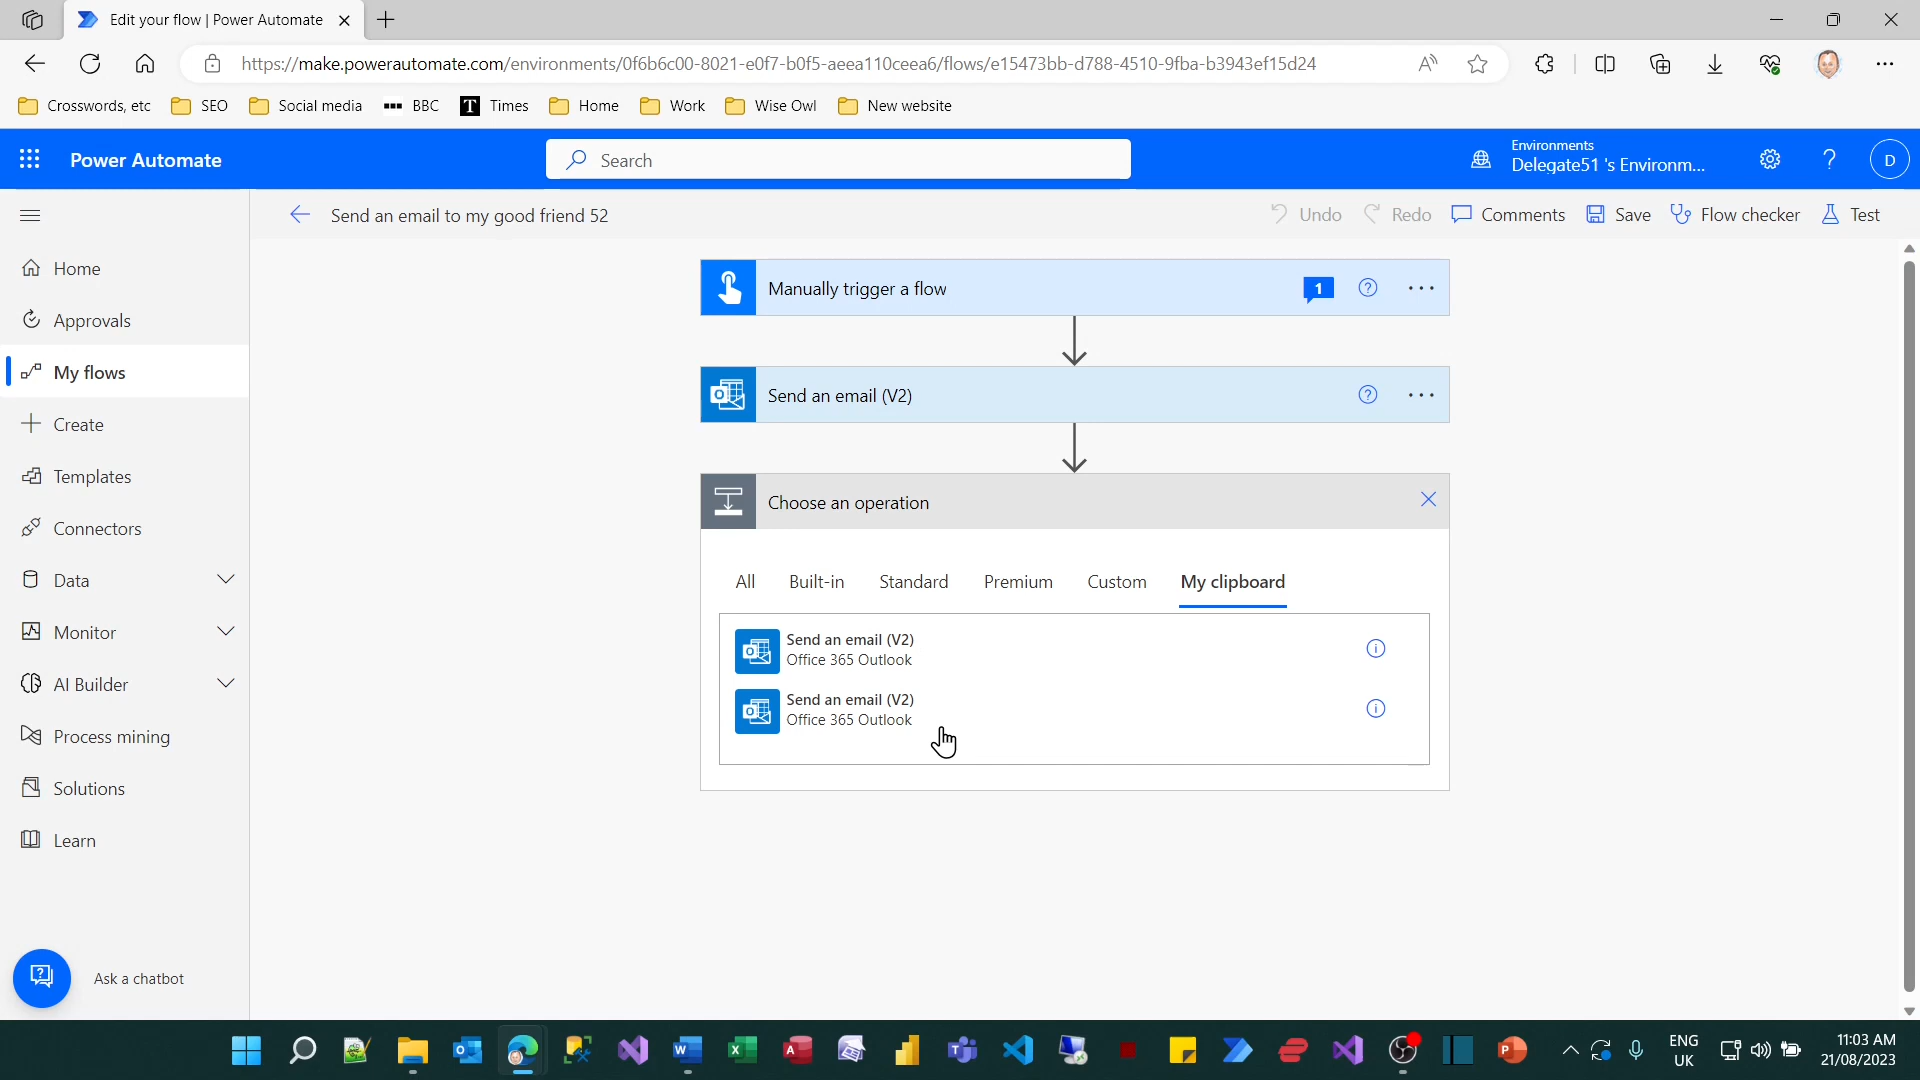 Edit your flow | Power Automate
https://make.powerautomate.com/environments/0f6b6c00-8021-e0f7-b0f5-aeea110ceea6/flows/e15473bb-d788-4510-9fba-b3943ef15d24
Crosswords, etc SEO Social media BBC T Times Home Work Wise Owl New website
Power Automate
Search
Environments
Delegate51 's Environm...
D
Send an email to my good friend 52
Undo Redo Comments Save Flow checker Test
Home
Approvals
My flows
Create
Templates
Connectors
Data
Monitor
AI Builder
Process mining
Solutions
Learn
Ask a chatbot
Manually trigger a flow
1
Send an email (V2)
Choose an operation
All Built-in Standard Premium Custom My clipboard
Send an email (V2)
Office 365 Outlook
Send an email (V2)
Office 365 Outlook
ENG
UK
11:03 AM
21/08/2023